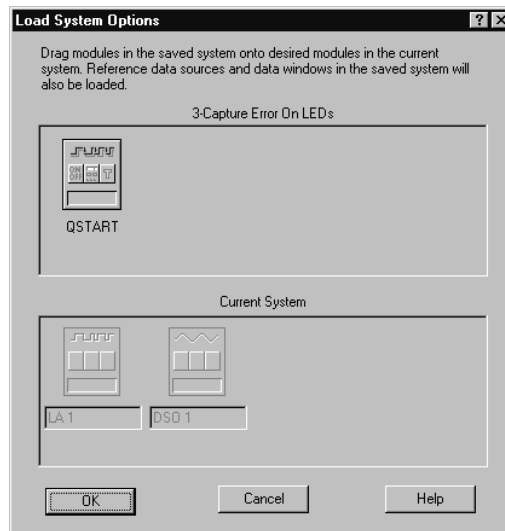 Load System Options
Drag modules in the saved system onto desired modules in the current
system. Reference data sources and data windows in the saved system will
also be loaded.
3-Capture Error On LEDs
ON
OFF
T
QSTART
Current System
LA 1
DSO 1
OK
Cancel
Help